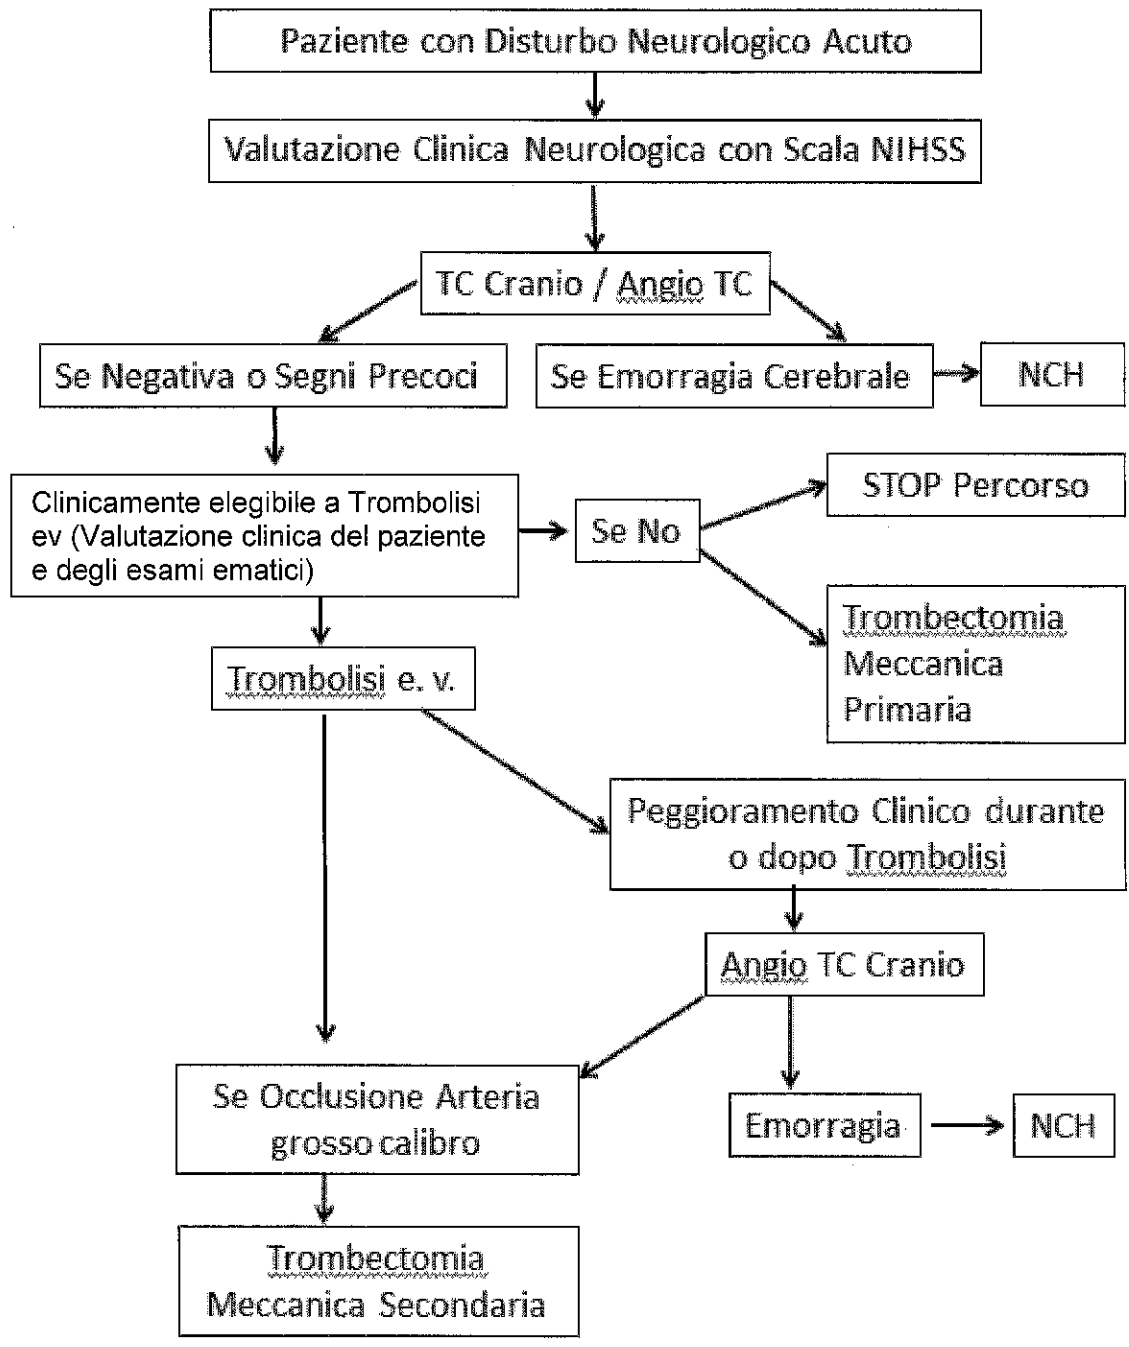 Paziente con Disturbo Neurologico Acuto
Valutazione Clinica Neurologica con Scala NIHSS
TC Cranio / Angio TC
Se Negativa o Segni Precoci
Se Emorragia Cerebrale
NCH
Clinicamente elegibile a Trombolisi
ev (Valutazione clinica del paziente
e degli esami ematici)
Se No
STOP Percorso
Trombectomia
Meccanica
Primaria
Trombolisi e. v.
Peggioramento Clinico durante
o dopo Trombolisi
Angio TC Cranio
Se Occlusione Arteria
grosso calibro
Emorragia
NCH
Trombectomia
Meccanica Secondaria